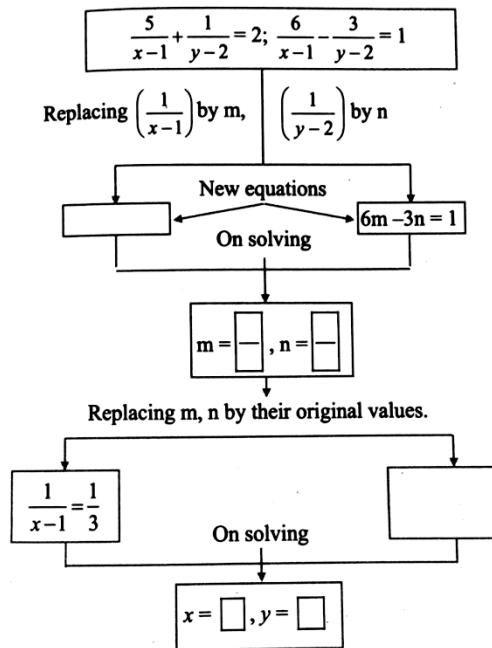 5/(x−1) + 1/(y−2) = 2; 6/(x−1) − 3/(y−2) = 1
Replacing (1/(x−1)) by m, (1/(y−2)) by n
New equations
6m −3n = 1
On solving
m = — , n = —
Replacing m, n by their original values.
1/(x−1) = 1/3
On solving
x = , y =